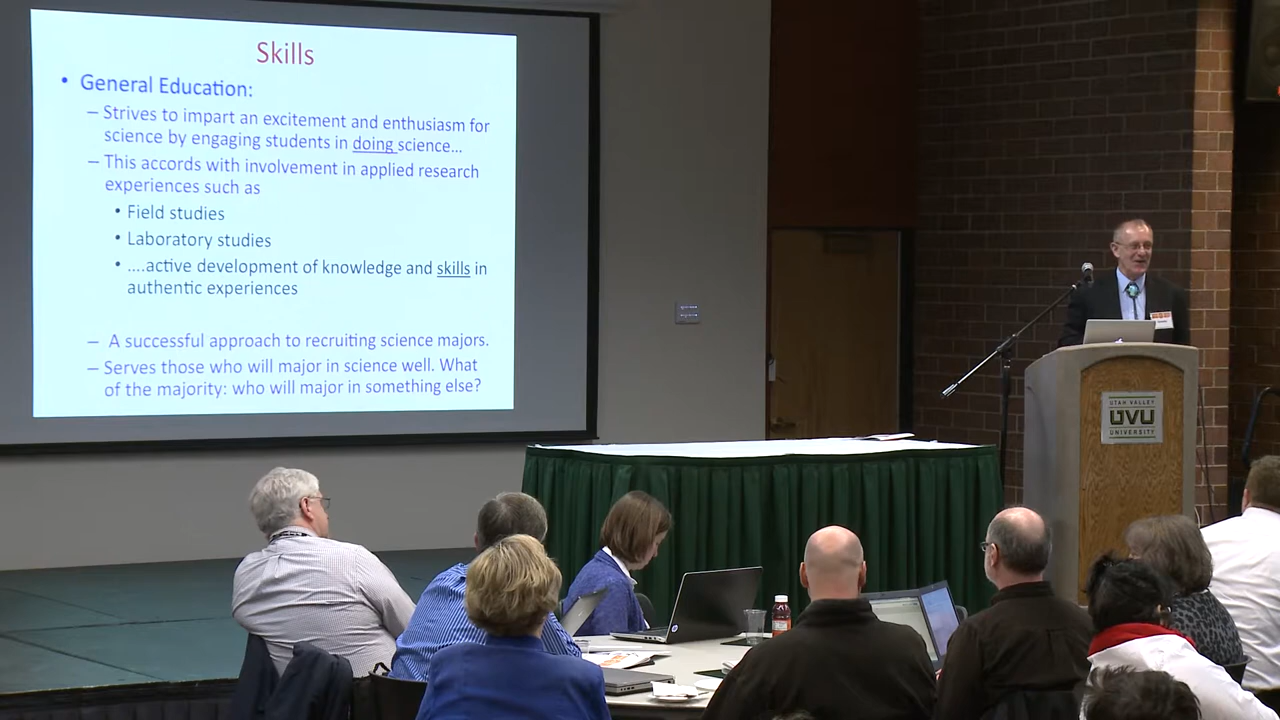 Skills
• General Education:
– Strives to impart an excitement and enthusiasm for
science by engaging students in doing science…
– This accords with involvement in applied research
experiences such as
• Field studies
• Laboratory studies
• ....active development of knowledge and skills in
authentic experiences
– A successful approach to recruiting science majors.
– Serves those who will major in science well. What
of the majority: who will major in something else?
UTAH VALLEY
UVU
UNIVERSITY